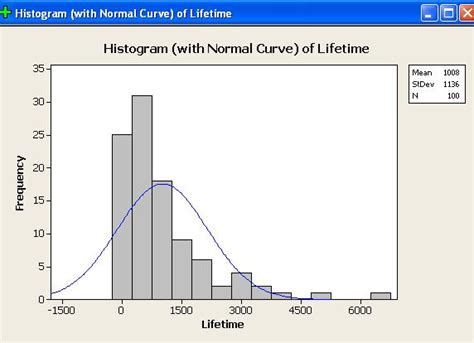 Histogram (with Normal Curve) of Lifetime
Histogram (with Normal Curve) of Lifetime
Mean 1008
StDev 1136
N 100
35
30
25
20
15
10
5
0
Frequency
-1500 0 1500 3000 4500 6000
Lifetime